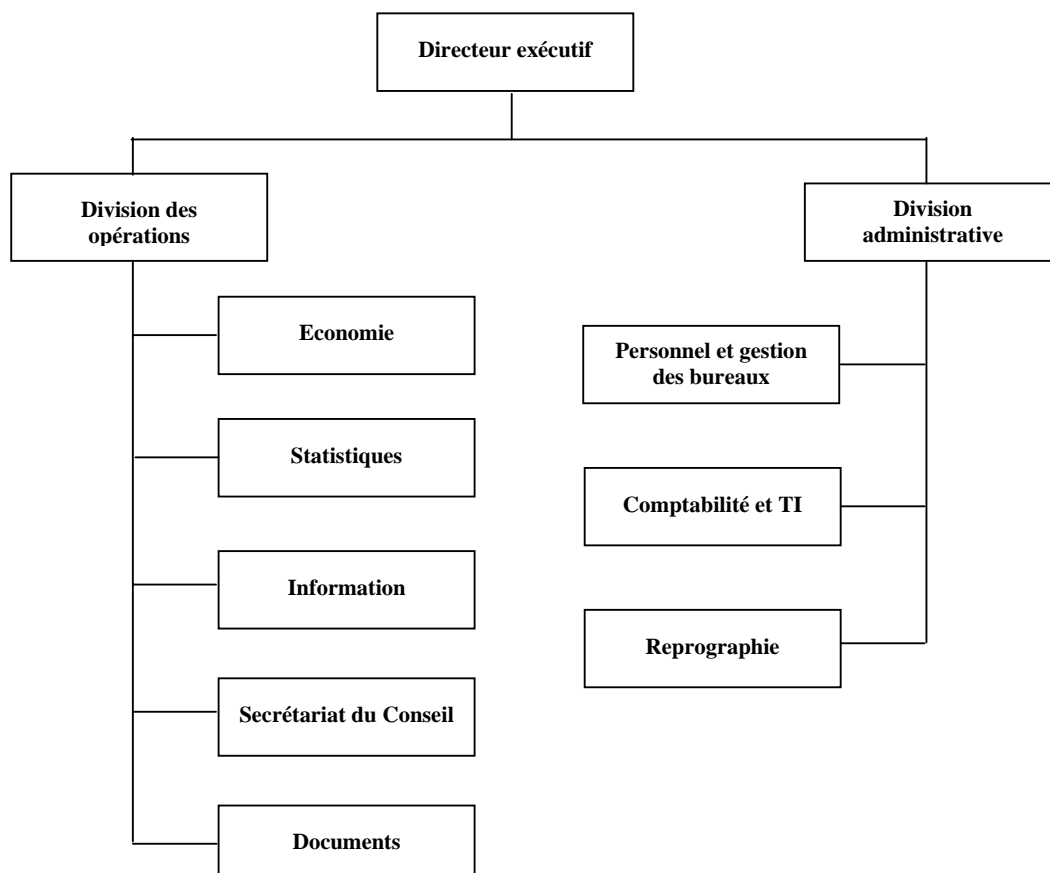 Directeur exécutif
Division des
opérations
Division
administrative
Economie
Statistiques
Information
Secrétariat du Conseil
Documents
Personnel et gestion
des bureaux
Comptabilité et TI
Reprographie